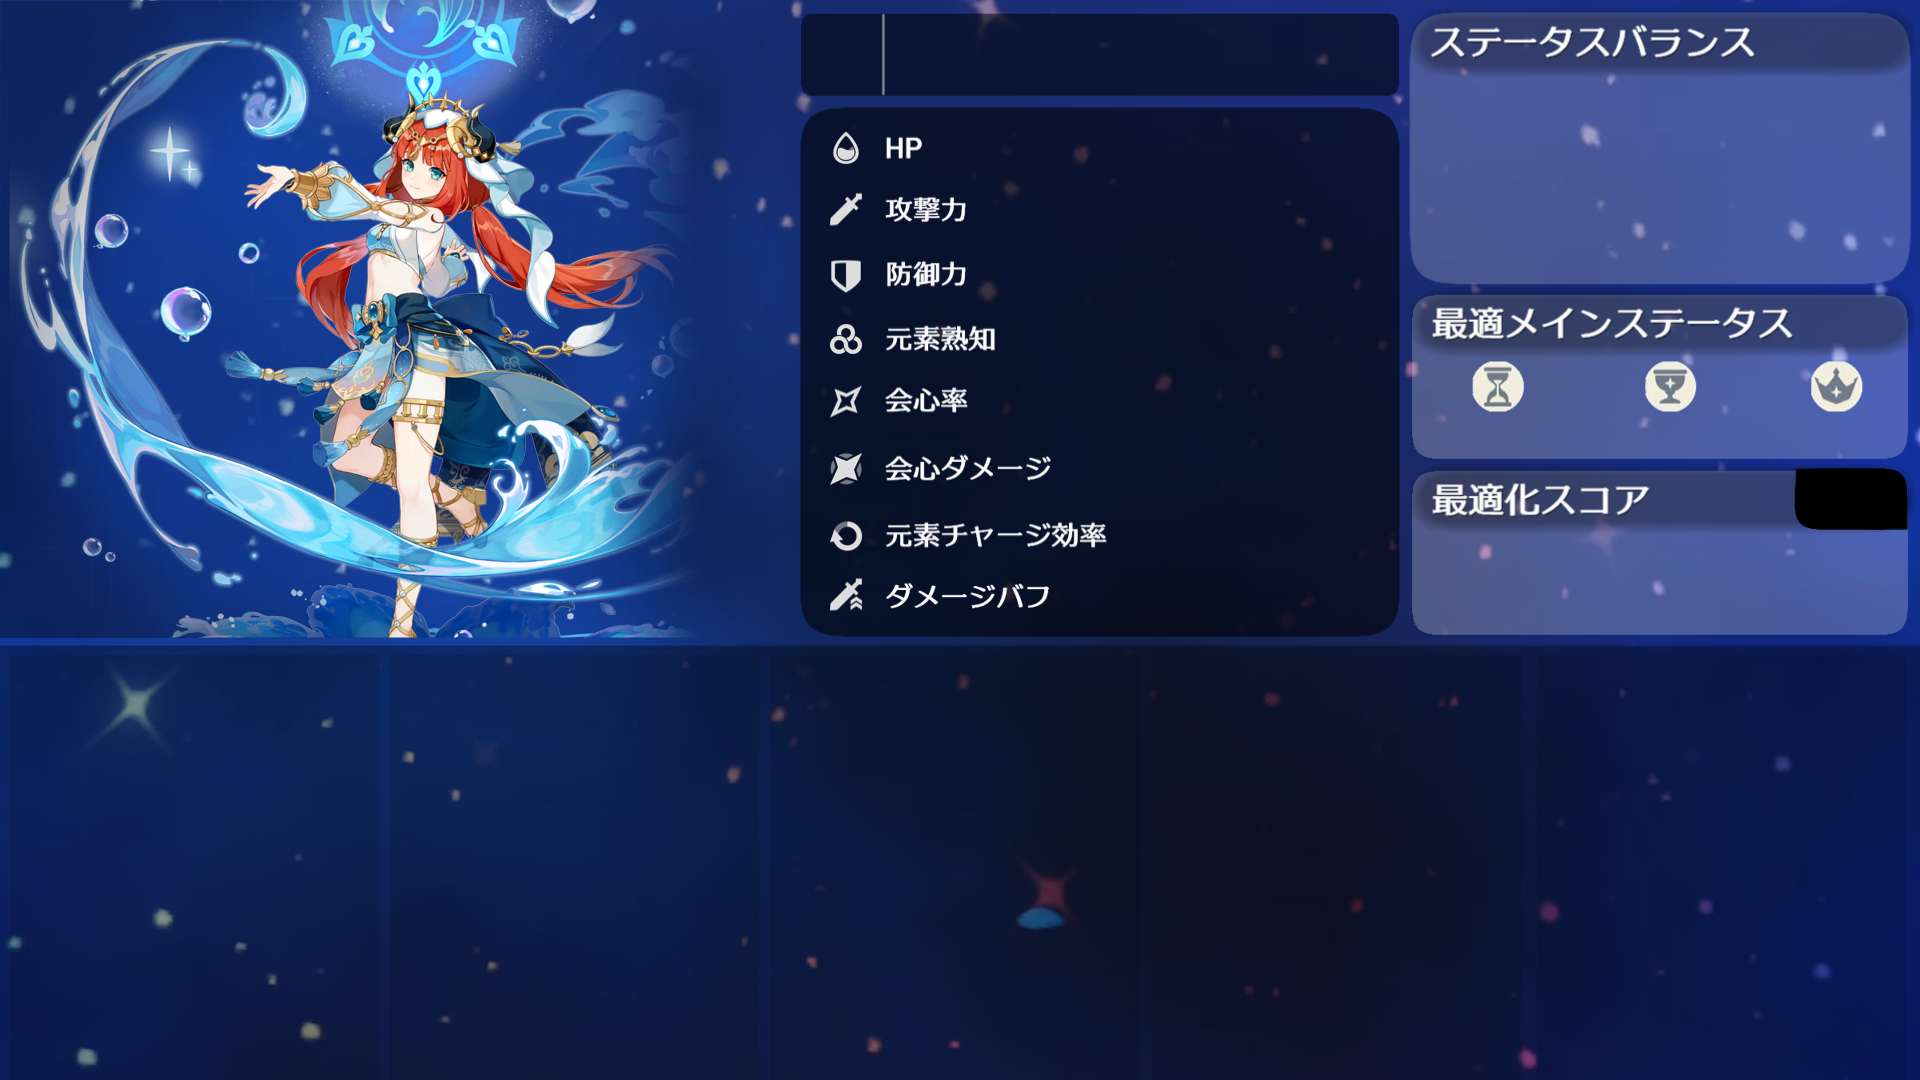 HP
攻撃力
防御力
元素熟知
会心率
会心ダメージ
元素チャージ効率
ダメージバフ
ステータスバランス
最適メインステータス
最適化スコア